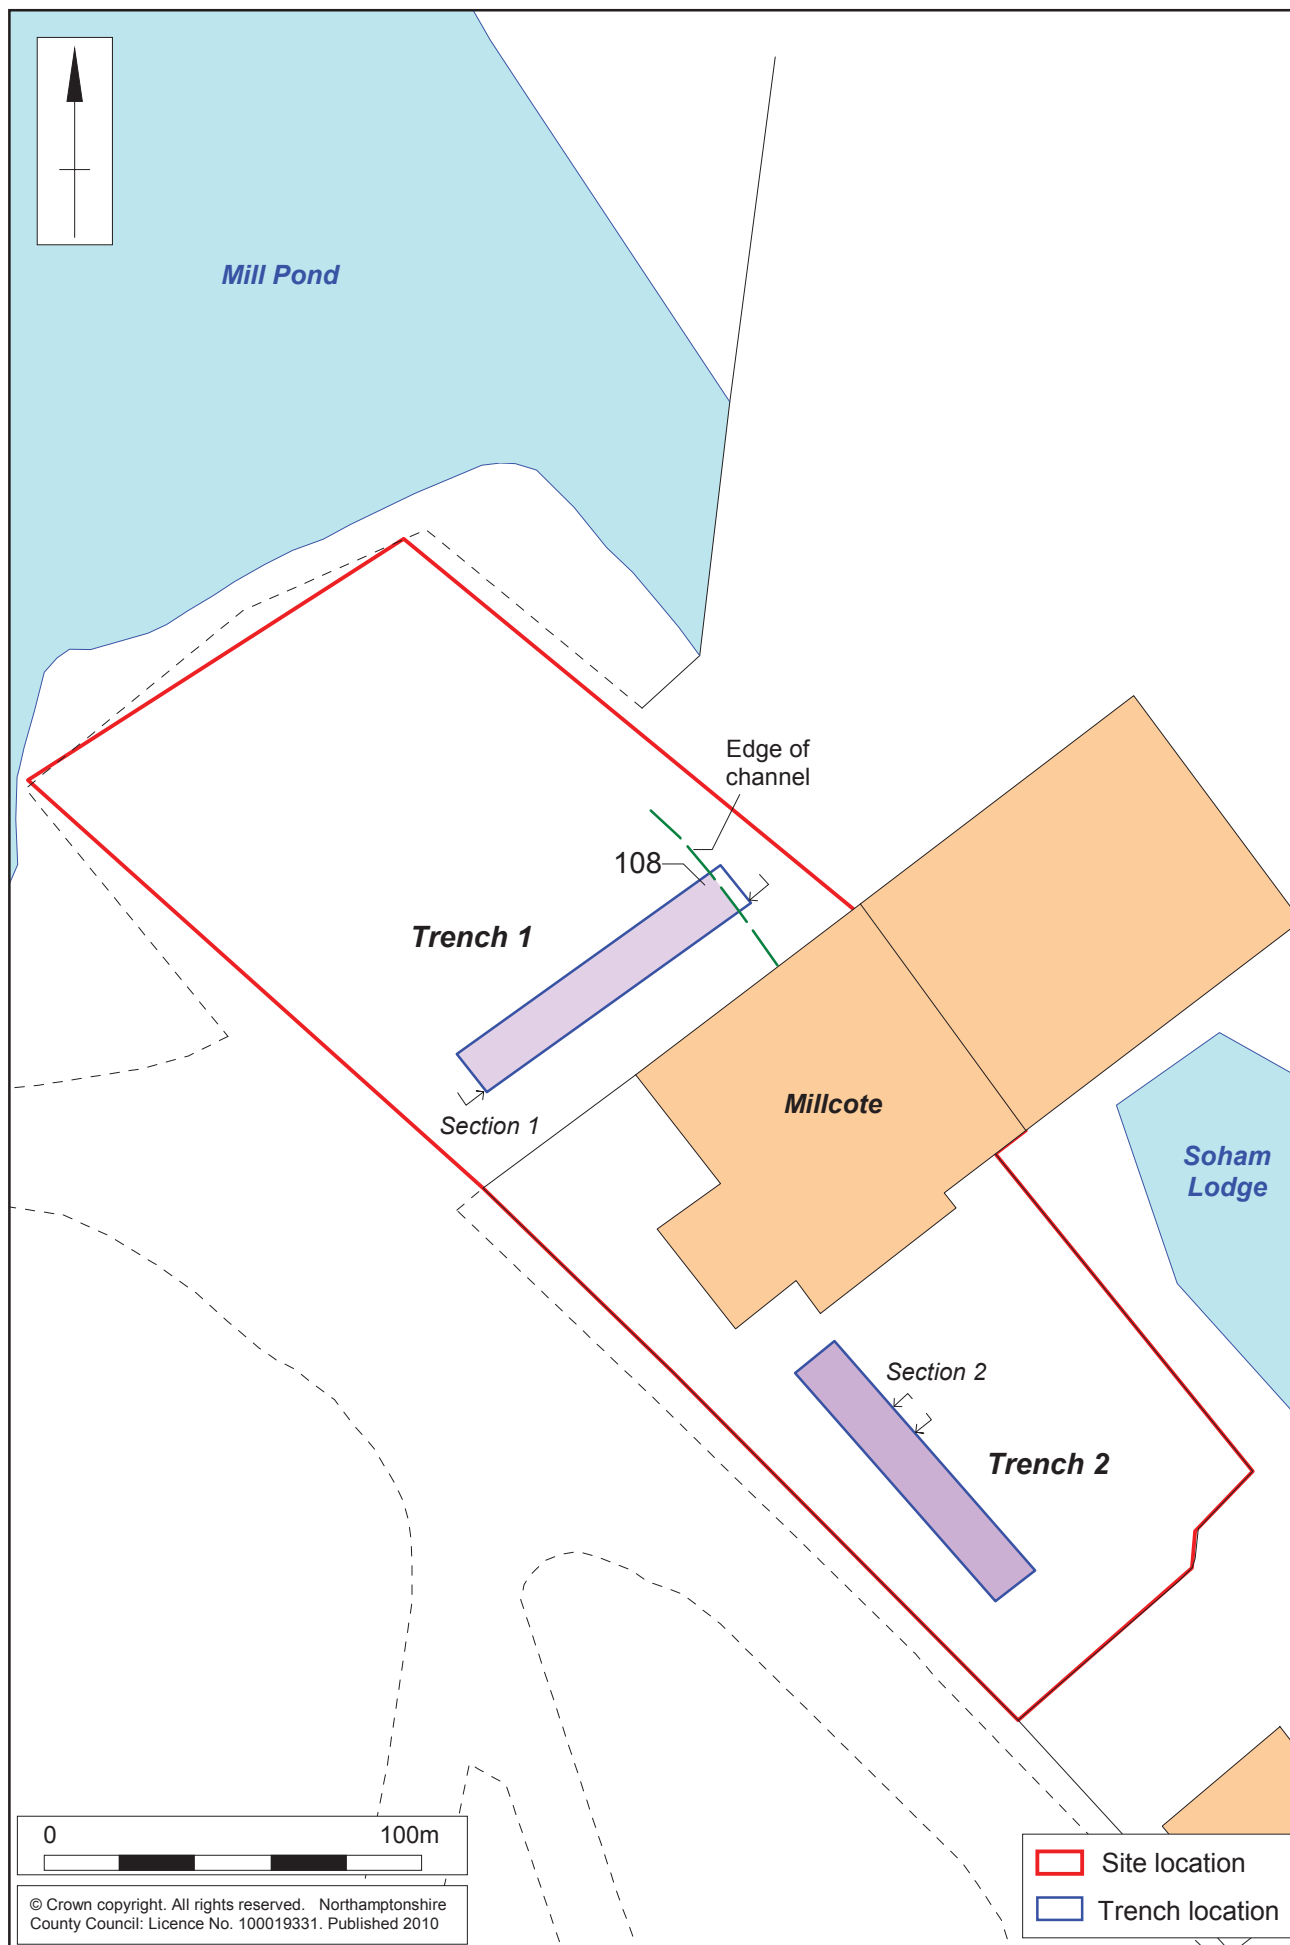 Mill Pond
Edge of
channel
108
Trench 1
Section 1
Millcote
Soham
Lodge
Section 2
Trench 2
0 100m
© Crown copyright. All rights reserved. Northamptonshire
County Council: Licence No. 100019331. Published 2010
Site location
Trench location